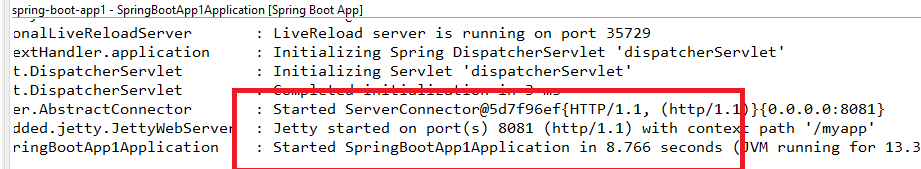 spring-boot-app1 - SpringBootApp1Application [Spring Boot App]
onalLiveReloadServer : LiveReload server is running on port 35729
extHandler.application : Initializing Spring DispatcherServlet 'dispatcherServlet'
t.DispatcherServlet : Initializing Servlet 'dispatcherServlet'
t.DispatcherServlet : Completed initialization in 3 ms
er.AbstractConnector : Started ServerConnector@5d7f96ef{HTTP/1.1, (http/1.1)}{0.0.0.0:8081}
dded.jetty.JettyWebServer : Jetty started on port(s) 8081 (http/1.1) with context path '/myapp'
ringBootApp1Application : Started SpringBootApp1Application in 8.766 seconds (JVM running for 13.3